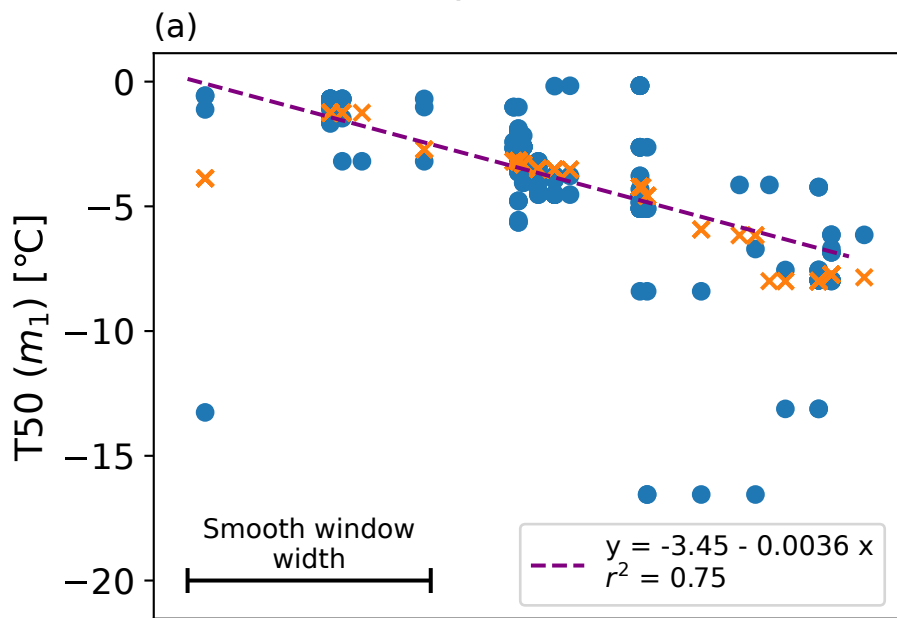 (a)
T50 (m₁) [°C]
0
−5
−10
−15
−20
Smooth window
width
y = -3.45 - 0.0036 x
r² = 0.75